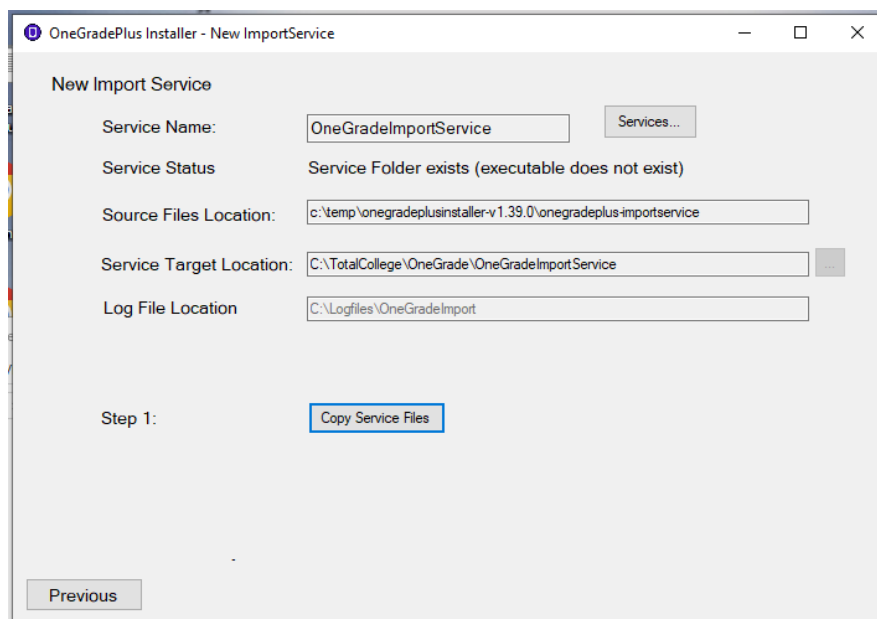 OneGradePlus Installer - New ImportService
New Import Service
Service Name:
OneGradeImportService
Services...
Service Status
Service Folder exists (executable does not exist)
Source Files Location:
c:\temp\onegradeplusinstaller-v1.39.0\onegradeplus-importservice
Service Target Location:
C:\TotalCollege\OneGrade\OneGradeImportService
...
Log File Location
C:\Logfiles\OneGradeImport
Step 1:
Copy Service Files
-
Previous